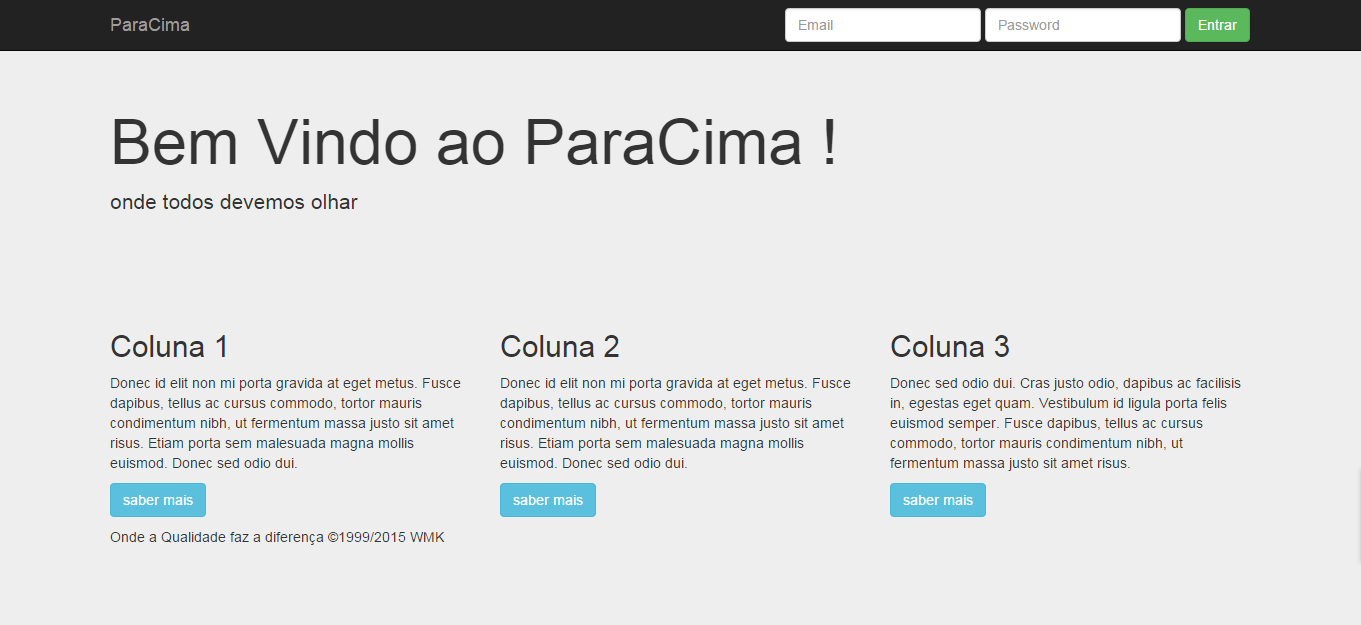 ParaCima
Email
Password
Entrar
Bem Vindo ao ParaCima !
onde todos devemos olhar
Coluna 1
Donec id elit non mi porta gravida at eget metus. Fusce
dapibus, tellus ac cursus commodo, tortor mauris
condimentum nibh, ut fermentum massa justo sit amet
risus. Etiam porta sem malesuada magna mollis
euismod. Donec sed odio dui.
saber mais
Coluna 2
Donec id elit non mi porta gravida at eget metus. Fusce
dapibus, tellus ac cursus commodo, tortor mauris
condimentum nibh, ut fermentum massa justo sit amet
risus. Etiam porta sem malesuada magna mollis
euismod. Donec sed odio dui.
saber mais
Coluna 3
Donec sed odio dui. Cras justo odio, dapibus ac facilisis
in, egestas eget quam. Vestibulum id ligula porta felis
euismod semper. Fusce dapibus, tellus ac cursus
commodo, tortor mauris condimentum nibh, ut
fermentum massa justo sit amet risus.
saber mais
Onde a Qualidade faz a diferença ©1999/2015 WMK